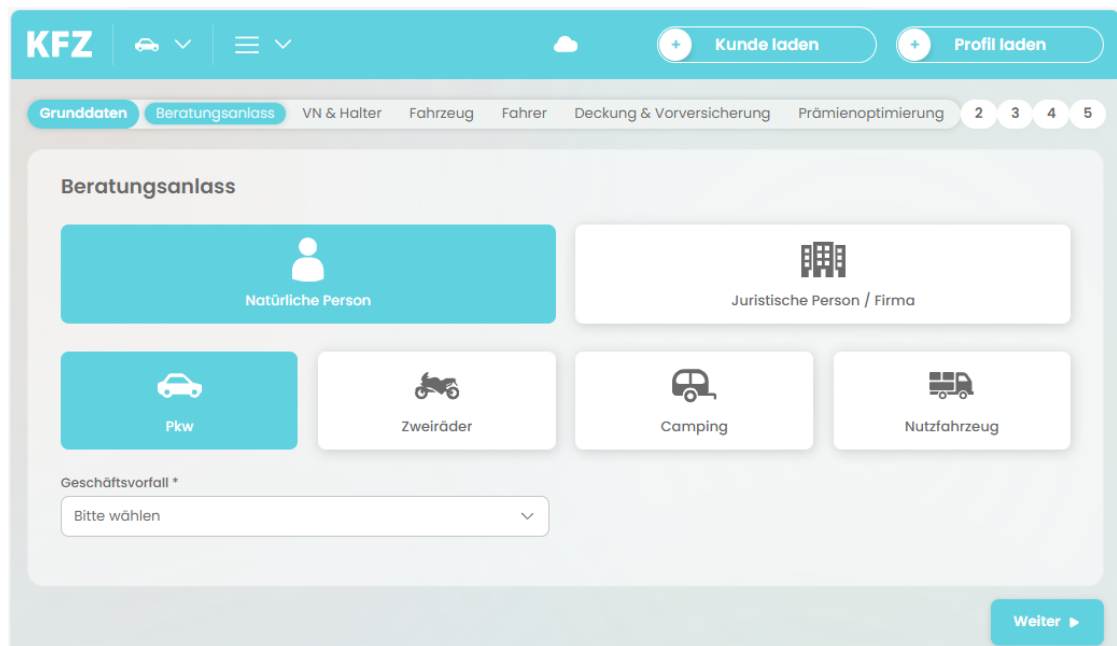 KFZ
+ Kunde laden
+ Profil laden
Grunddaten Beratungsanlass VN & Halter Fahrzeug Fahrer Deckung & Vorversicherung Prämienoptimierung 2 3 4 5
Beratungsanlass
Natürliche Person
Juristische Person / Firma
Pkw
Zweiräder
Camping
Nutzfahrzeug
Geschäftsvorfall *
Bitte wählen
Weiter